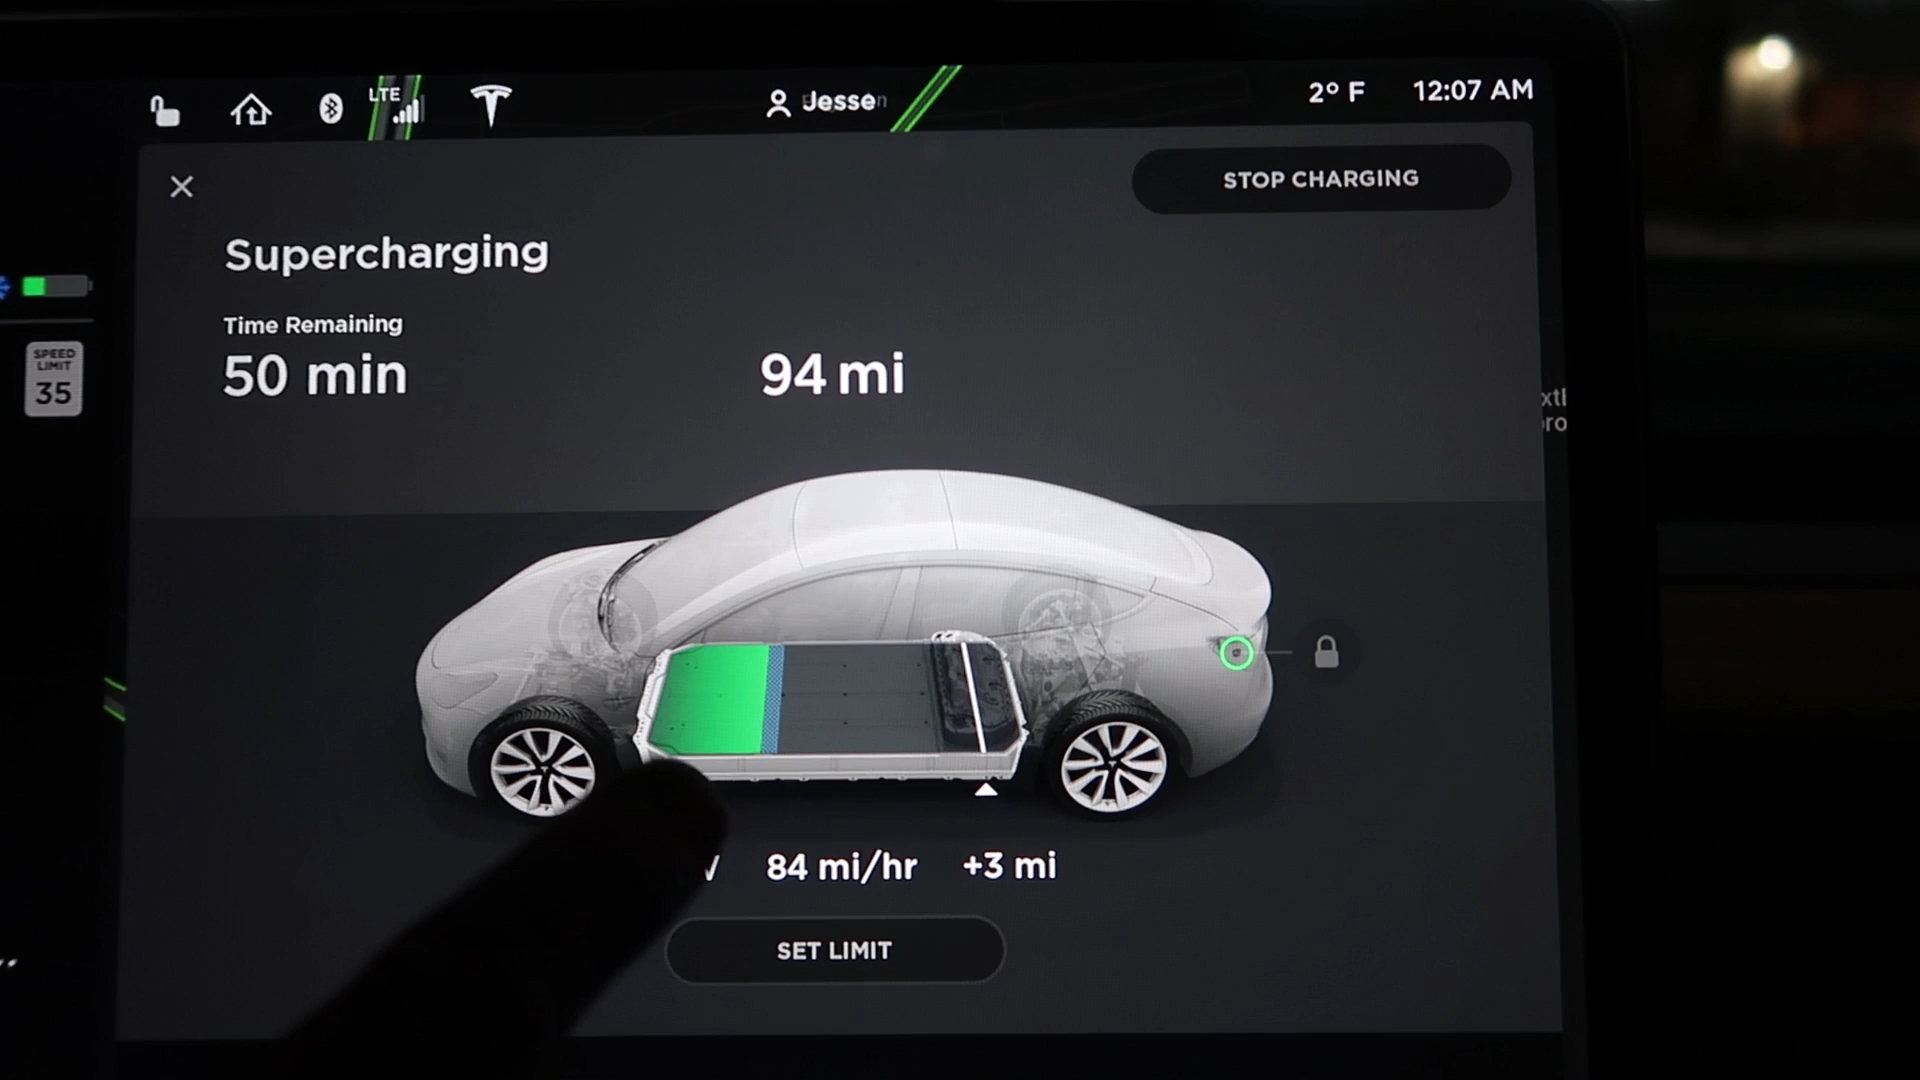 LTE
Jesse
2° F
12:07 AM
STOP CHARGING
Supercharging
Time Remaining
50 min
94 mi
SPEED
LIMIT
35
84 mi/hr
+3 mi
SET LIMIT